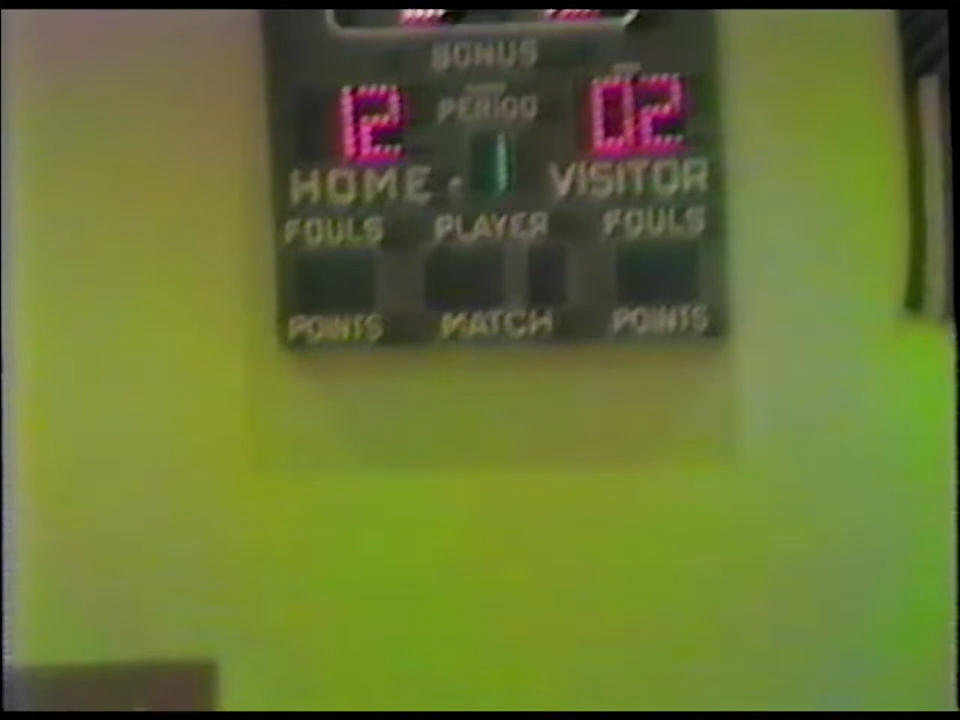 BONUS
12 PERIOD 02
HOME 1 VISITOR
FOULS PLAYER FOULS
POINTS MATCH POINTS